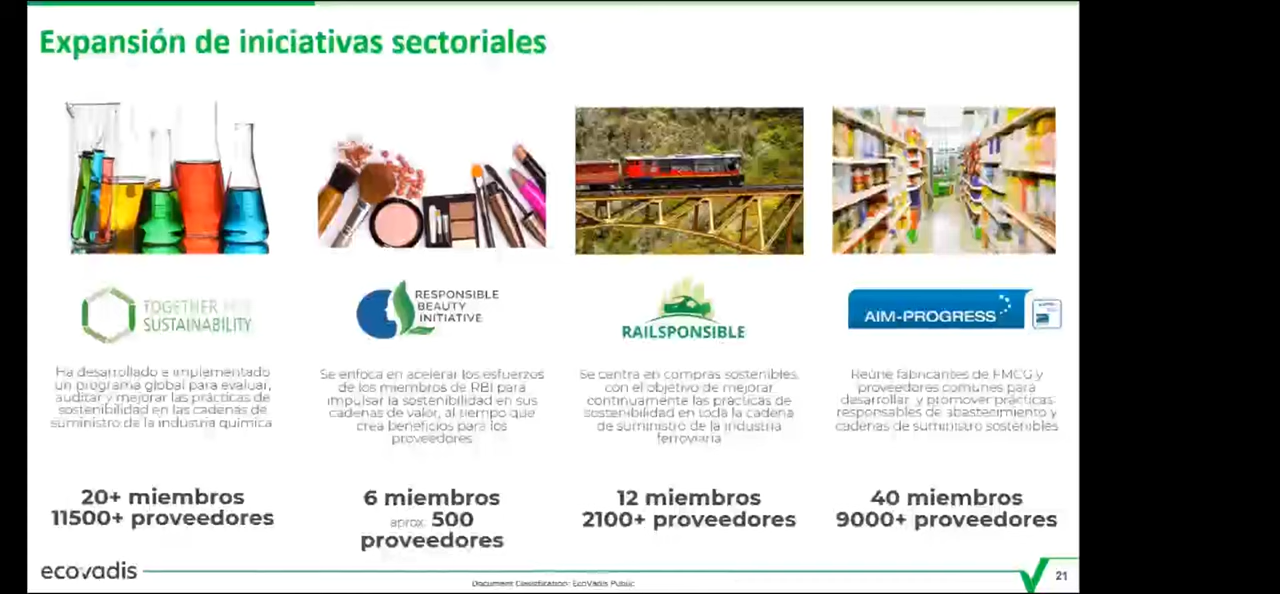 Expansión de iniciativas sectoriales
TOGETHER FOR
SUSTAINABILITY
Ha desarrollado e implementado
un programa global para evaluar,
auditar y mejorar las prácticas de
sostenibilidad en las cadenas de
suministro de la industria química
20+ miembros
11500+ proveedores
RESPONSIBLE
BEAUTY
INITIATIVE
Se enfoca en acelerar los esfuerzos
de los miembros de RBI para
impulsar la sostenibilidad en sus
cadenas de valor, al tiempo que
crea beneficios para los
proveedores
6 miembros
aprox. 500
proveedores
RAILSPONSIBLE
Se centra en compras sostenibles,
con el objetivo de mejorar
continuamente las prácticas de
sostenibilidad en toda la cadena
de suministro de la industria
ferroviaria
12 miembros
2100+ proveedores
AIM-PROGRESS
Reúne fabricantes de FMCG y
proveedores comunes para
desarrollar y promover prácticas
responsables de abastecimiento y
cadenas de suministro sostenibles
40 miembros
9000+ proveedores
ecovadis
Document Classification: EcoVadis Public
21